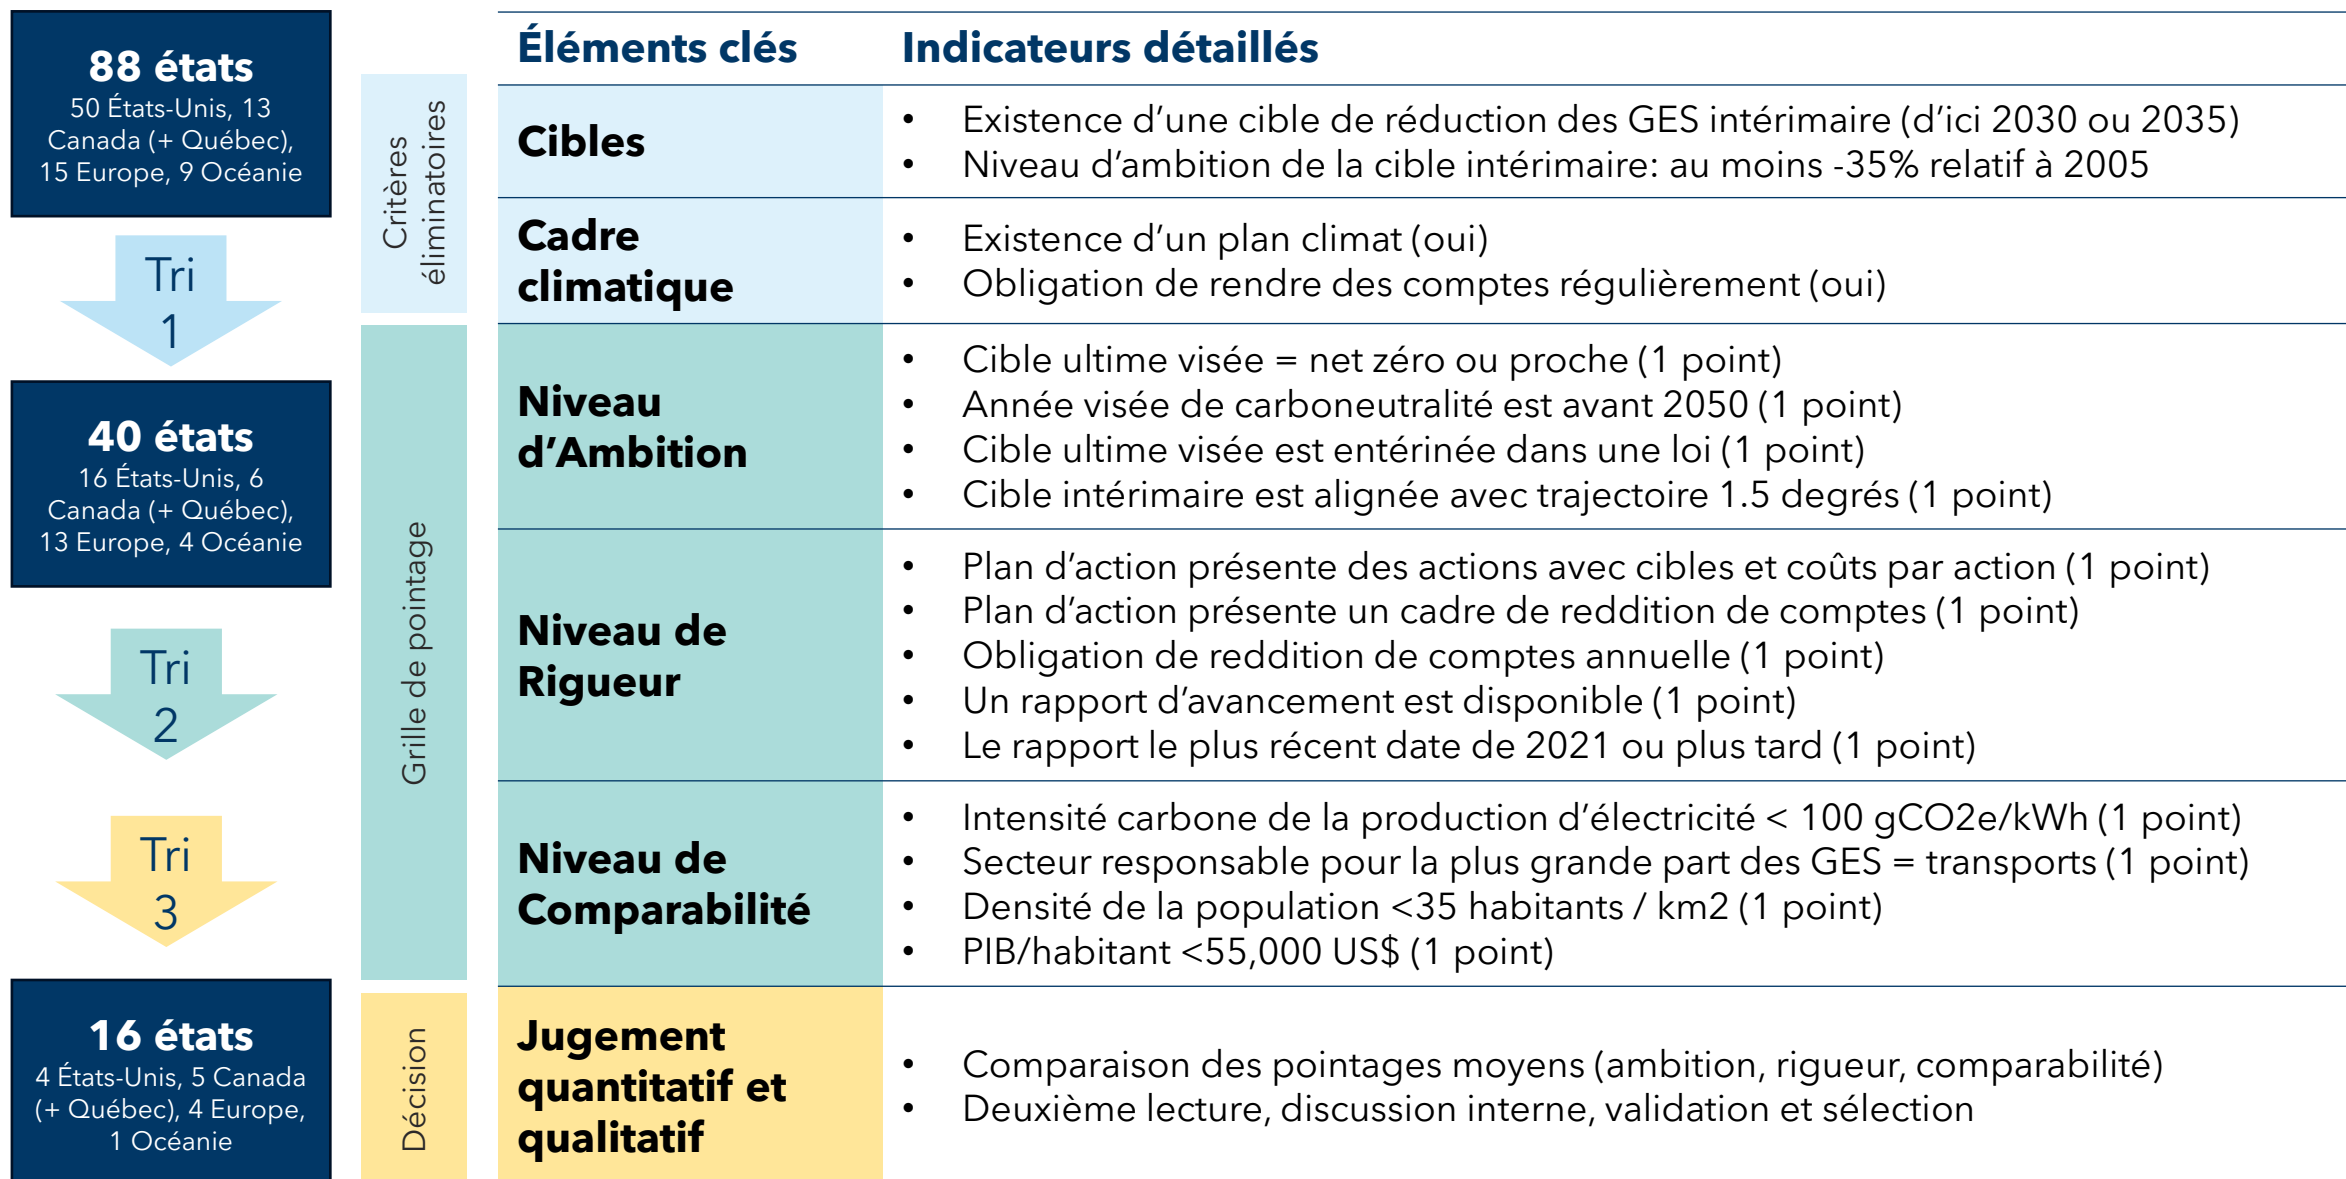 88 états
50 États-Unis, 13
Canada (+ Québec),
15 Europe, 9 Océanie
Tri
1
40 états
16 États-Unis, 6
Canada (+ Québec),
13 Europe, 4 Océanie
Tri
2
Tri
3
16 états
4 États-Unis, 5 Canada
(+ Québec), 4 Europe,
1 Océanie
Critères
éliminatoires
Grille de pointage
Décision
Éléments clés
Indicateurs détaillés
Cibles
• Existence d’une cible de réduction des GES intérimaire (d’ici 2030 ou 2035)
• Niveau d’ambition de la cible intérimaire: au moins -35% relatif à 2005
Cadre
climatique
• Existence d’un plan climat (oui)
• Obligation de rendre des comptes régulièrement (oui)
Niveau
d’Ambition
• Cible ultime visée = net zéro ou proche (1 point)
• Année visée de carboneutralité est avant 2050 (1 point)
• Cible ultime visée est entérinée dans une loi (1 point)
• Cible intérimaire est alignée avec trajectoire 1.5 degrés (1 point)
Niveau de
Rigueur
• Plan d’action présente des actions avec cibles et coûts par action (1 point)
• Plan d’action présente un cadre de reddition de comptes (1 point)
• Obligation de reddition de comptes annuelle (1 point)
• Un rapport d’avancement est disponible (1 point)
• Le rapport le plus récent date de 2021 ou plus tard (1 point)
Niveau de
Comparabilité
• Intensité carbone de la production d’électricité < 100 gCO2e/kWh (1 point)
• Secteur responsable pour la plus grande part des GES = transports (1 point)
• Densité de la population <35 habitants / km2 (1 point)
• PIB/habitant <55,000 US$ (1 point)
Jugement
quantitatif et
qualitatif
• Comparaison des pointages moyens (ambition, rigueur, comparabilité)
• Deuxième lecture, discussion interne, validation et sélection